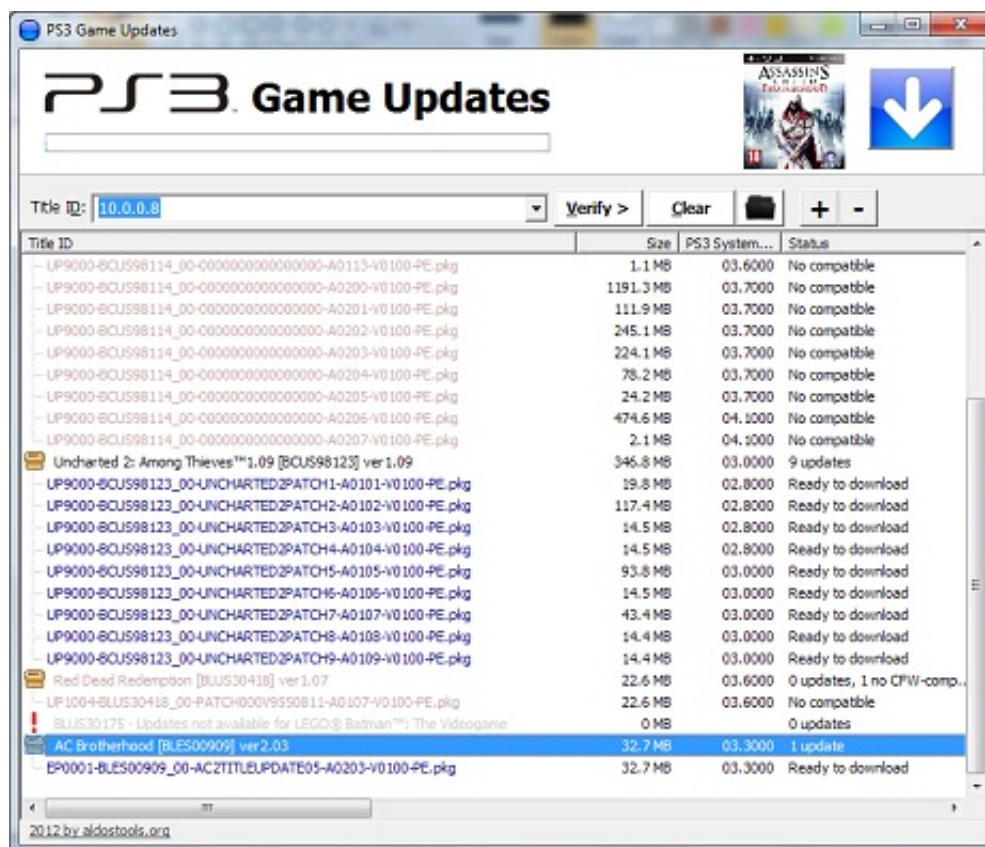 PS3 Game Updates
PS3 Game Updates
ASSASSIN'S
CREED
BROTHERHOOD
Title ID: 10.0.0.8 Verify > Clear + -
Title ID Size PS3 System... Status
UP9000-BCUS98114_00-0000000000000000-A0113-V0100-PE.pkg 1.1 MB 03.6000 No compatible
UP9000-BCUS98114_00-0000000000000000-A0200-V0100-PE.pkg 1191.3 MB 03.7000 No compatible
UP9000-BCUS98114_00-0000000000000000-A0201-V0100-PE.pkg 111.9 MB 03.7000 No compatible
UP9000-BCUS98114_00-0000000000000000-A0202-V0100-PE.pkg 245.1 MB 03.7000 No compatible
UP9000-BCUS98114_00-0000000000000000-A0203-V0100-PE.pkg 224.1 MB 03.7000 No compatible
UP9000-BCUS98114_00-0000000000000000-A0204-V0100-PE.pkg 78.2 MB 03.7000 No compatible
UP9000-BCUS98114_00-0000000000000000-A0205-V0100-PE.pkg 24.2 MB 03.7000 No compatible
UP9000-BCUS98114_00-0000000000000000-A0206-V0100-PE.pkg 474.6 MB 04.1000 No compatible
UP9000-BCUS98114_00-0000000000000000-A0207-V0100-PE.pkg 2.1 MB 04.1000 No compatible
Uncharted 2: Among Thieves™1.09 [BCUS98123] ver1.09 346.8 MB 03.0000 9 updates
UP9000-BCUS98123_00-UNCHARTED2PATCH1-A0101-V0100-PE.pkg 19.8 MB 02.8000 Ready to download
UP9000-BCUS98123_00-UNCHARTED2PATCH2-A0102-V0100-PE.pkg 117.4 MB 02.8000 Ready to download
UP9000-BCUS98123_00-UNCHARTED2PATCH3-A0103-V0100-PE.pkg 14.5 MB 02.8000 Ready to download
UP9000-BCUS98123_00-UNCHARTED2PATCH4-A0104-V0100-PE.pkg 14.5 MB 02.8000 Ready to download
UP9000-BCUS98123_00-UNCHARTED2PATCH5-A0105-V0100-PE.pkg 93.8 MB 03.0000 Ready to download
UP9000-BCUS98123_00-UNCHARTED2PATCH6-A0106-V0100-PE.pkg 14.5 MB 03.0000 Ready to download
UP9000-BCUS98123_00-UNCHARTED2PATCH7-A0107-V0100-PE.pkg 43.4 MB 03.0000 Ready to download
UP9000-BCUS98123_00-UNCHARTED2PATCH8-A0108-V0100-PE.pkg 14.4 MB 03.0000 Ready to download
UP9000-BCUS98123_00-UNCHARTED2PATCH9-A0109-V0100-PE.pkg 14.4 MB 03.0000 Ready to download
Red Dead Redemption [BLUS30418] ver1.07 22.6 MB 03.6000 0 updates, 1 no CFW-comp..
UP1004-BLUS30418_00-PATCH000V9550811-A0107-V0100-PE.pkg 22.6 MB 03.6000 No compatible
BLUS30175 - Updates not available for LEGO® Batman™: The Videogame 0 MB 0 updates
AC Brotherhood [BLES00909] ver2.03 32.7 MB 03.3000 1 update
EP0001-BLES00909_00-AC2TITLEUPDATE05-A0203-V0100-PE.pkg 32.7 MB 03.3000 Ready to download
2012 by aldostools.org